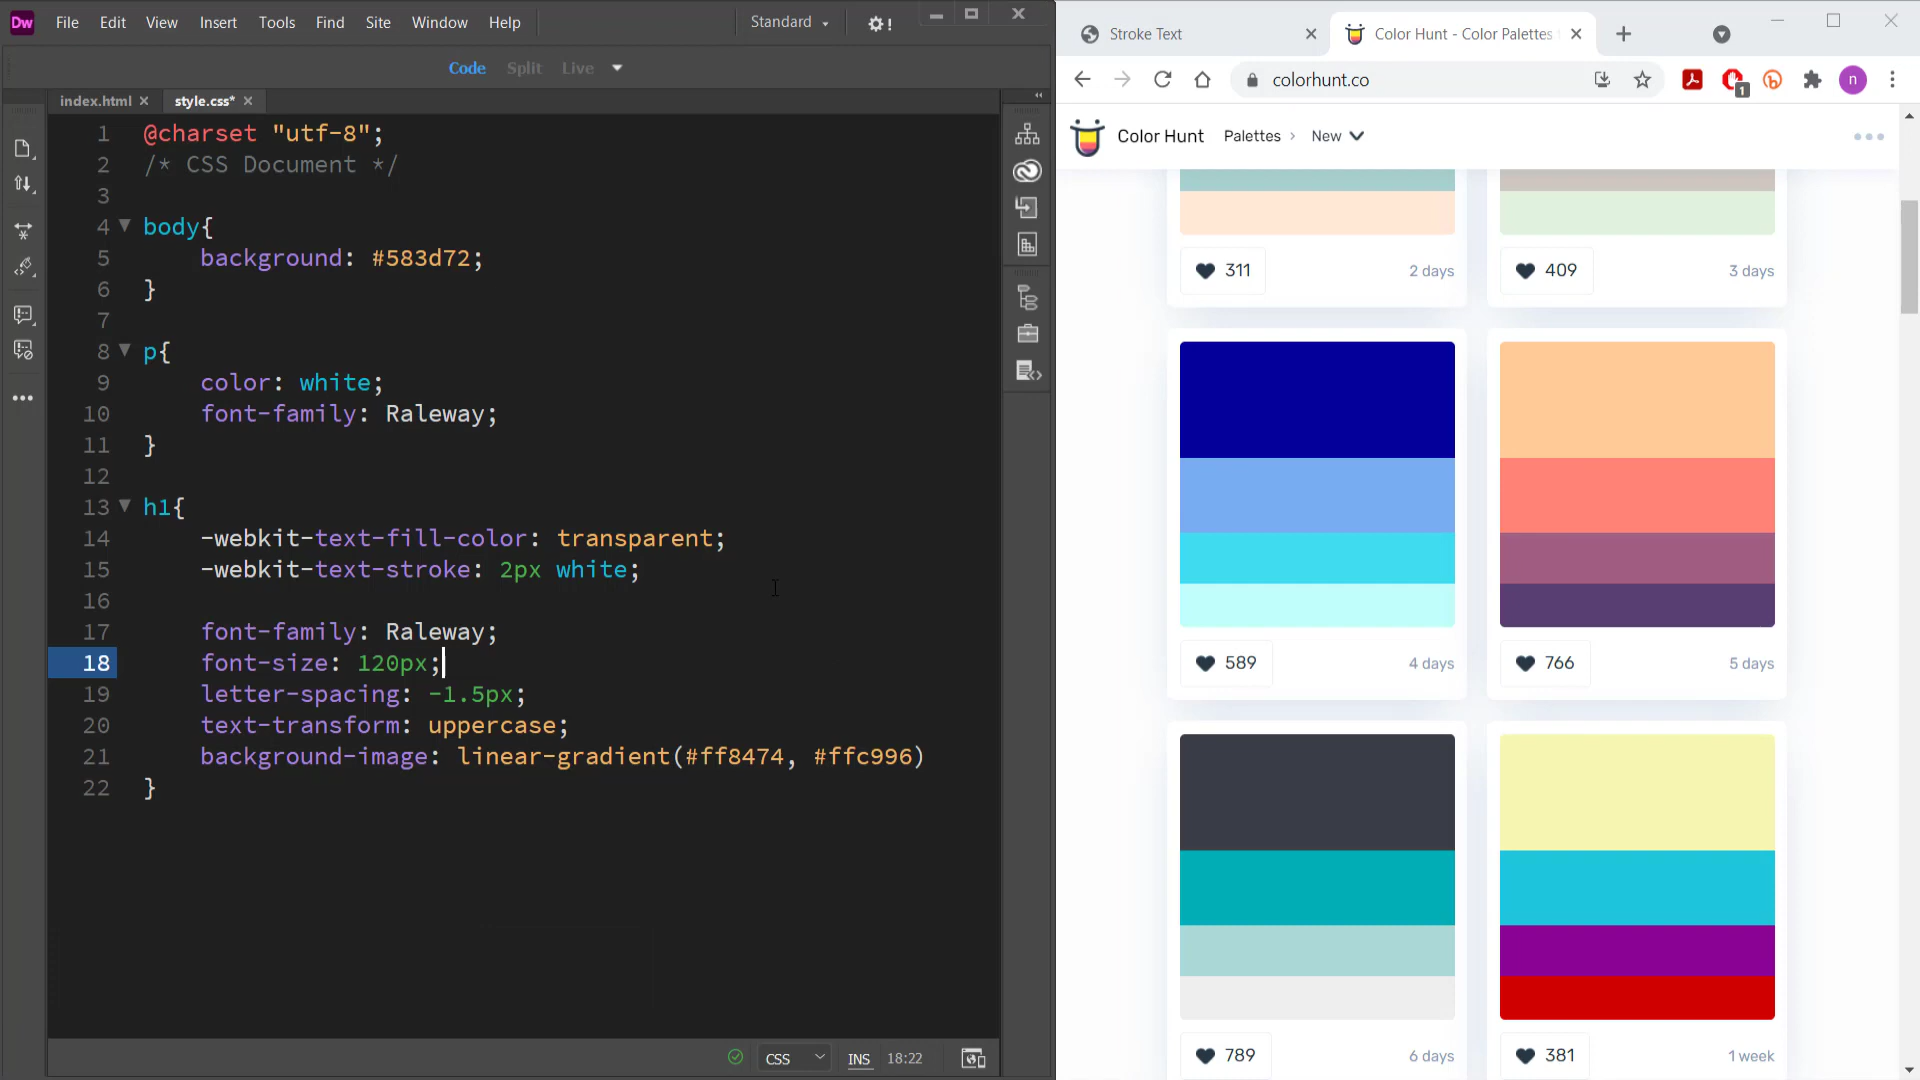 Dw File Edit View Insert Tools Find Site Window Help Standard
Code Split Live
index.html style.css*
1 @charset "utf-8";
2 /* CSS Document */
3
4 body{
5 background: #583d72;
6 }
7
8 p{
9 color: white;
10 font-family: Raleway;
11 }
12
13 h1{
14 -webkit-text-fill-color: transparent;
15 -webkit-text-stroke: 2px white;
16
17 font-family: Raleway;
18 font-size: 120px;
19 letter-spacing: -1.5px;
20 text-transform: uppercase;
21 background-image: linear-gradient(#ff8474, #ffc996)
22 }
CSS INS 18:22
Stroke Text Color Hunt - Color Palettes
colorhunt.co 1 n
Color Hunt Palettes New
311 2 days 409 3 days
589 4 days 766 5 days
789 6 days 381 1 week